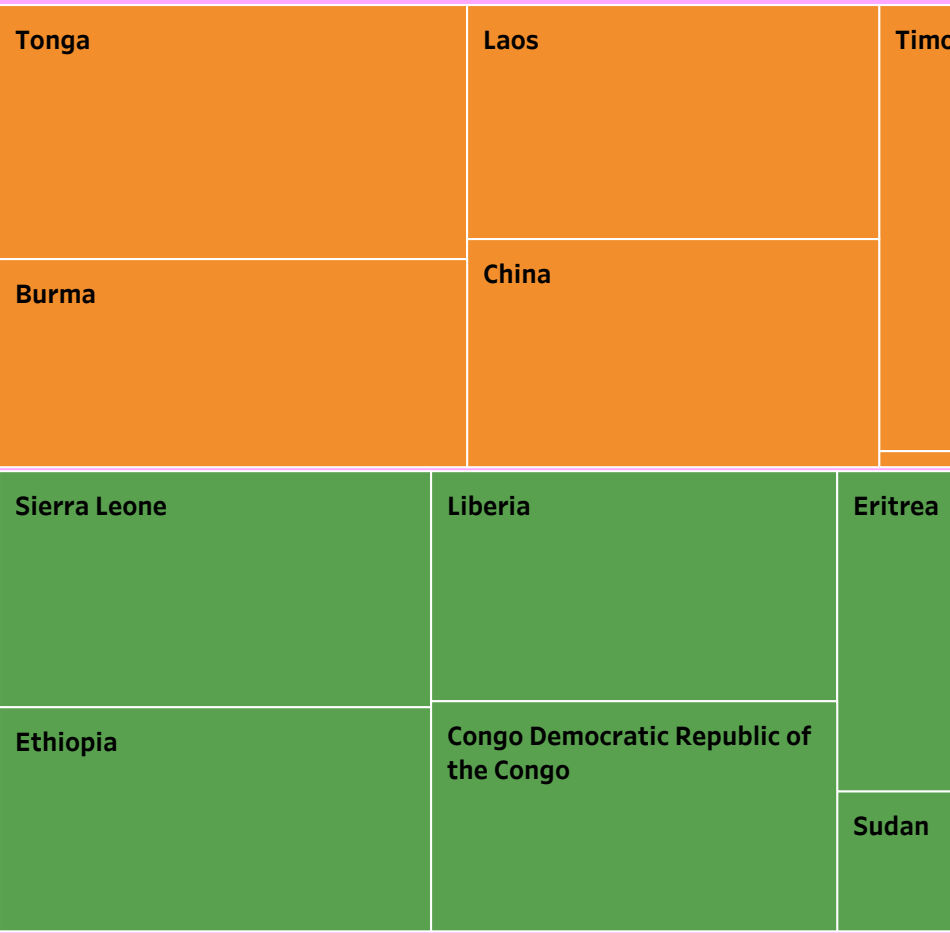 Tonga
Laos
Burma
China
Sierra Leone
Liberia
Eritrea
Ethiopia
Congo Democratic Republic of
the Congo
Sudan